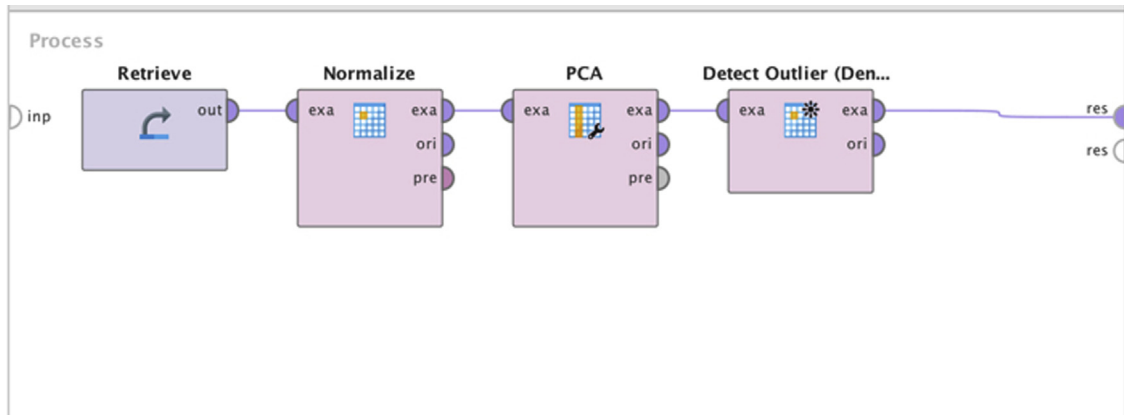 Process
Retrieve
Normalize
PCA
Detect Outlier (Den...
inp
out
exa
exa
ori
pre
exa
exa
ori
pre
exa
exa
ori
res
res